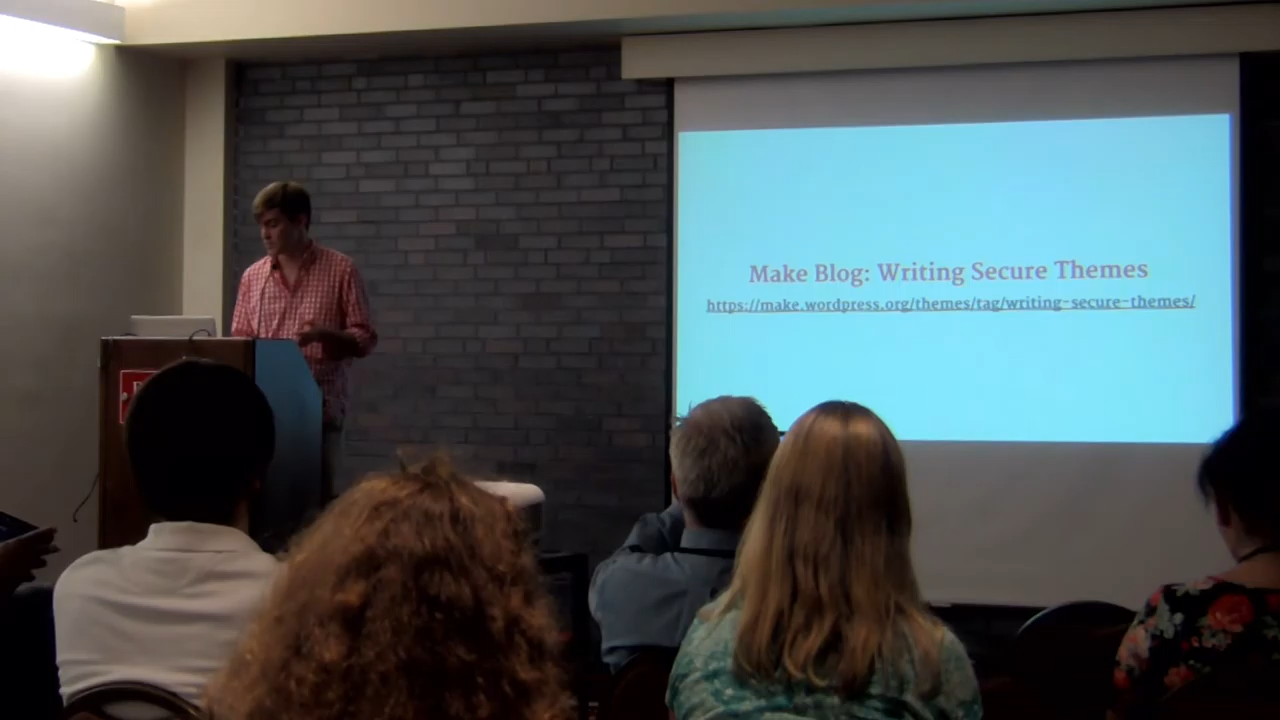 Make Blog: Writing Secure Themes
https://make.wordpress.org/themes/tag/writing-secure-themes/